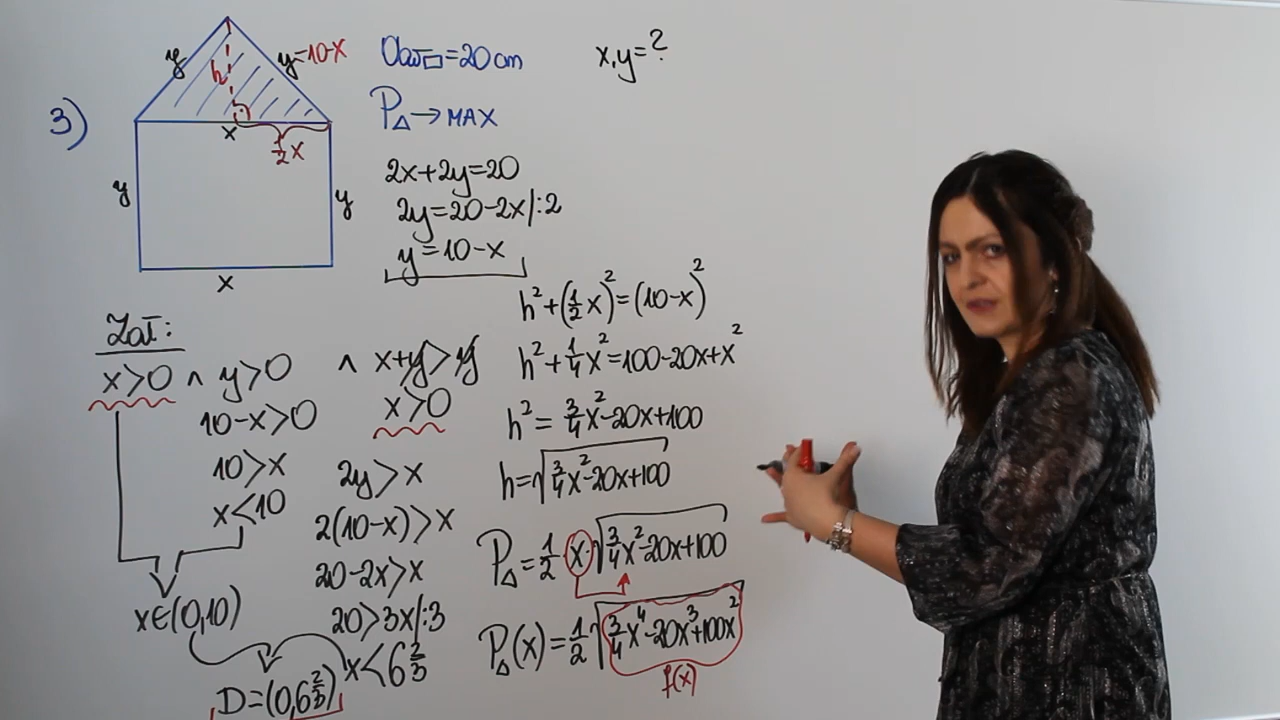 3)
y
h
y=10-x
x
1/2 x
y
y
x
Obw▭=20cm
x,y=?
P△→MAX
2x+2y=20
2y=20-2x/:2
y=10-x
Zał:
x>0 ∧ y>0 ∧ x+y>y
10-x>0
10>x
x<10
x∈(0,10)
x>0
2y>x
2(10-x)>x
20-2x>x
20>3x/:3
x<6 2/3
D=(0,6 2/3)
h²+(1/2 x)²=(10-x)²
h²+1/4 x²=100-20x+x²
h²=3/4 x²-20x+100
h=√(3/4 x²-20x+100)
P△=1/2 x√(3/4 x²-20x+100)
P△(x)=1/2 √(3/4 x⁴-20x³+100x²)
f(x)